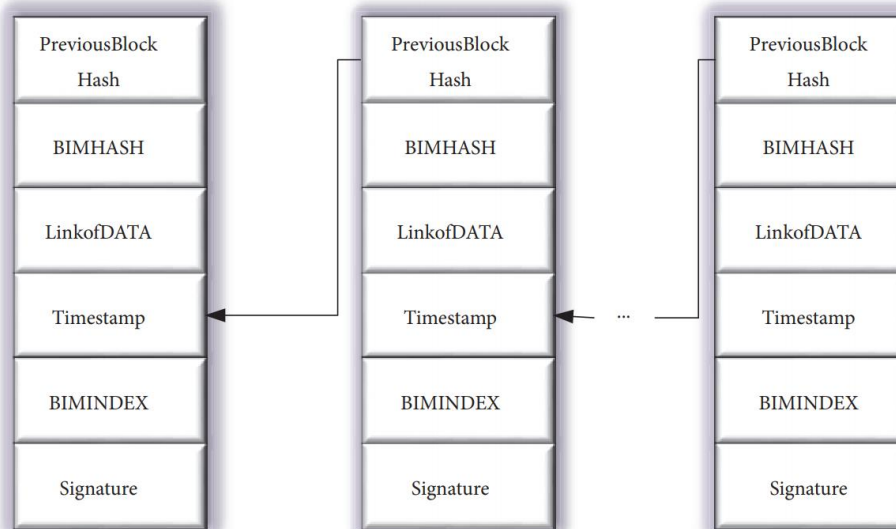 PreviousBlock
Hash
BIMHASH
LinkofDATA
Timestamp
BIMINDEX
Signature
PreviousBlock
Hash
BIMHASH
LinkofDATA
Timestamp
BIMINDEX
Signature
...
PreviousBlock
Hash
BIMHASH
LinkofDATA
Timestamp
BIMINDEX
Signature